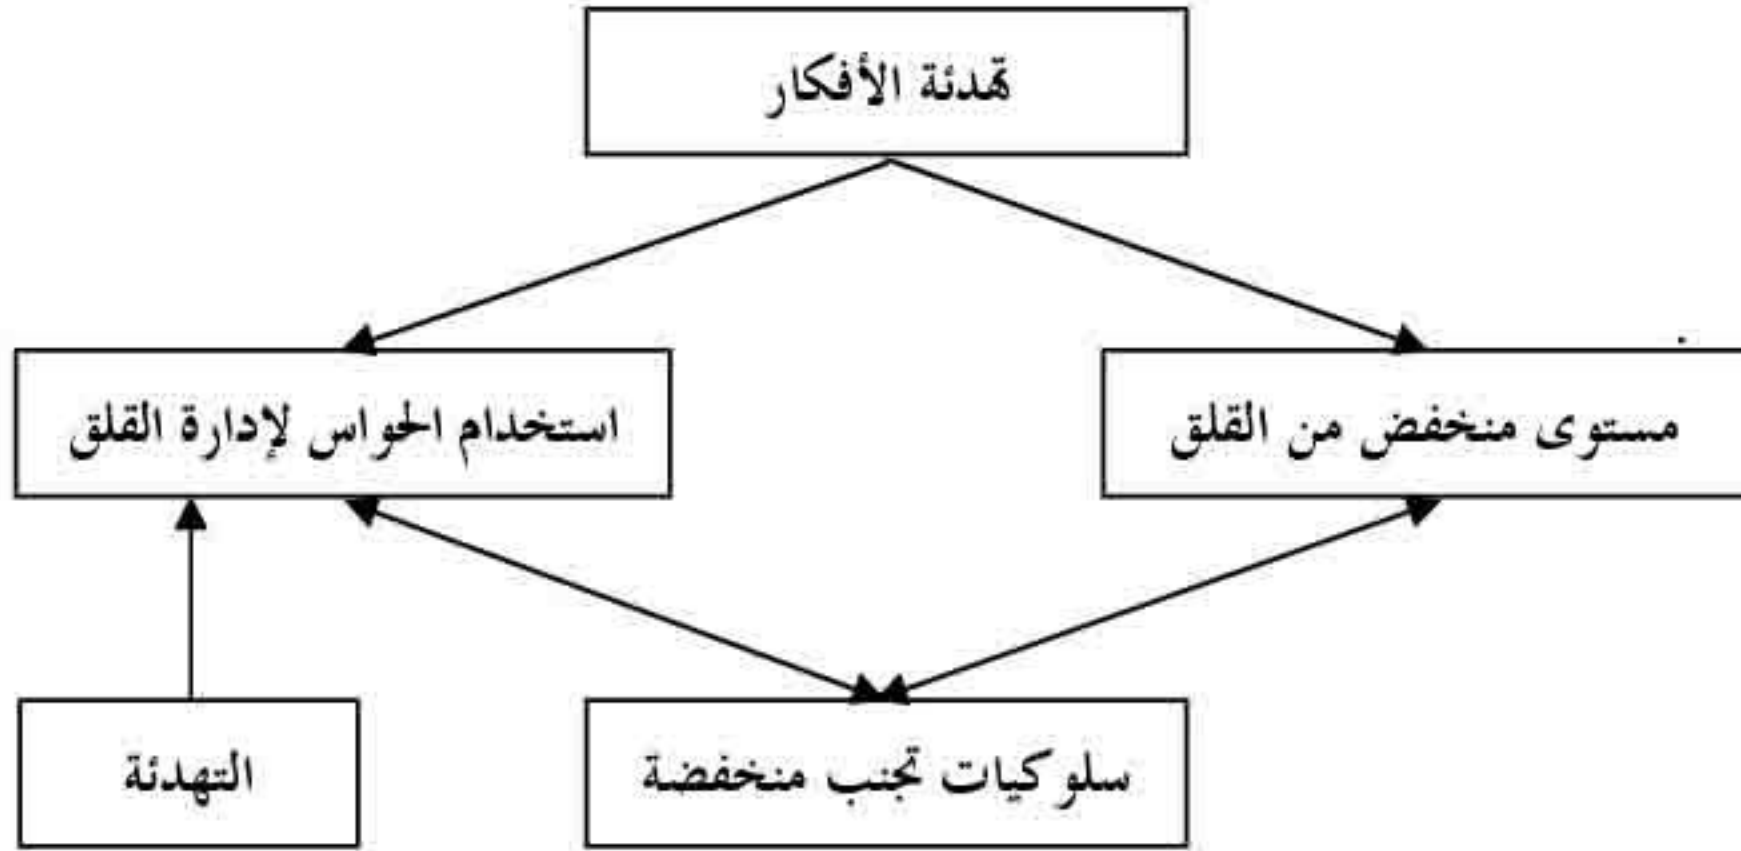 تهدئة الأفكار
مستوى منخفض من القلق
استخدام الحواس لإدارة القلق
سلوكيات تجنب منخفضة
التهدئة